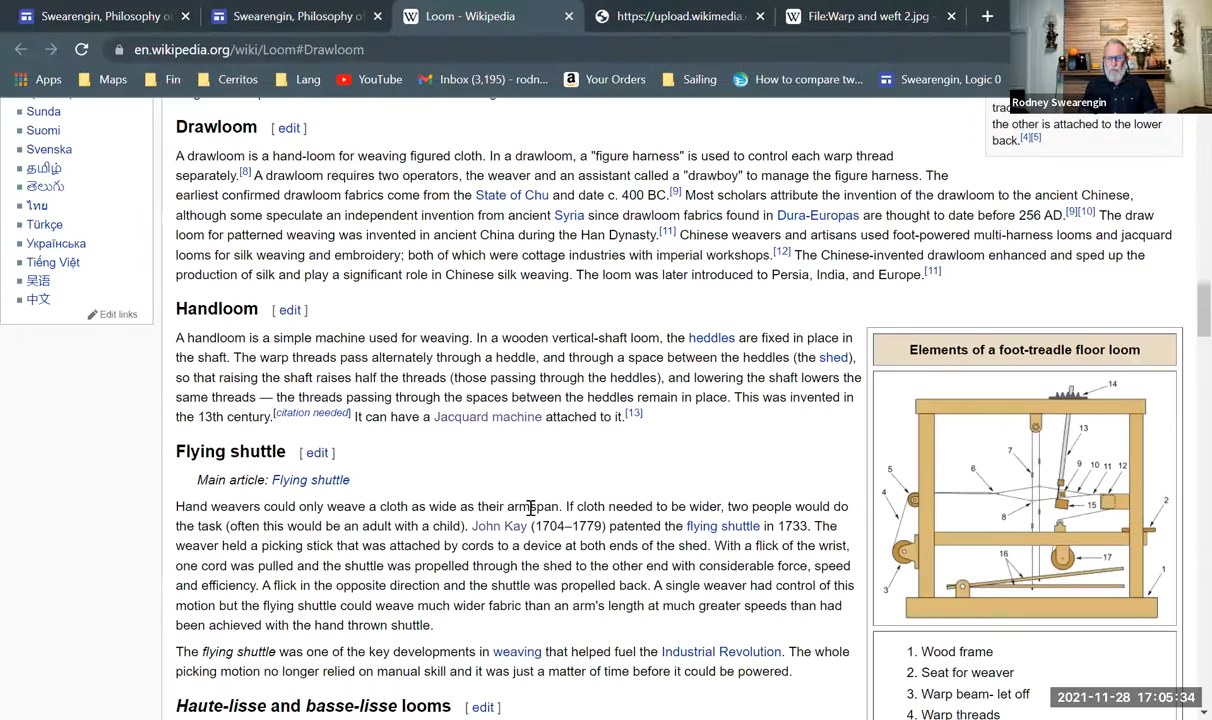 Swearengin, Philosophy of
Swearengin, Philosophy of
Loom - Wikipedia
https://upload.wikimedia.
File:Warp and weft 2.jpg -
en.wikipedia.org/wiki/Loom#Drawloom
Apps
Maps
Fin
Cerritos
Lang
YouTube
Inbox (3,195) - rodn...
Your Orders
Sailing
How to compare tw...
Swearengin, Logic 0
Rodney Swearengin
Sunda
Suomi
Svenska
தமிழ்
తెలుగు
ไทย
Türkçe
Українська
Tiếng Việt
吴语
中文
Edit links
the other is attached to the lower
back.[4][5]
Drawloom [ edit ]
A drawloom is a hand-loom for weaving figured cloth. In a drawloom, a "figure harness" is used to control each warp thread
separately.[8] A drawloom requires two operators, the weaver and an assistant called a "drawboy" to manage the figure harness. The
earliest confirmed drawloom fabrics come from the State of Chu and date c. 400 BC.[9] Most scholars attribute the invention of the drawloom to the ancient Chinese,
although some speculate an independent invention from ancient Syria since drawloom fabrics found in Dura-Europas are thought to date before 256 AD.[9][10] The draw
loom for patterned weaving was invented in ancient China during the Han Dynasty.[11] Chinese weavers and artisans used foot-powered multi-harness looms and jacquard
looms for silk weaving and embroidery; both of which were cottage industries with imperial workshops.[12] The Chinese-invented drawloom enhanced and sped up the
production of silk and play a significant role in Chinese silk weaving. The loom was later introduced to Persia, India, and Europe.[11]
Handloom [ edit ]
A handloom is a simple machine used for weaving. In a wooden vertical-shaft loom, the heddles are fixed in place in
the shaft. The warp threads pass alternately through a heddle, and through a space between the heddles (the shed),
so that raising the shaft raises half the threads (those passing through the heddles), and lowering the shaft lowers the
same threads — the threads passing through the spaces between the heddles remain in place. This was invented in
the 13th century.[citation needed] It can have a Jacquard machine attached to it.[13]
Flying shuttle [ edit ]
Main article: Flying shuttle
Hand weavers could only weave a cloth as wide as their armspan. If cloth needed to be wider, two people would do
the task (often this would be an adult with a child). John Kay (1704–1779) patented the flying shuttle in 1733. The
weaver held a picking stick that was attached by cords to a device at both ends of the shed. With a flick of the wrist,
one cord was pulled and the shuttle was propelled through the shed to the other end with considerable force, speed
and efficiency. A flick in the opposite direction and the shuttle was propelled back. A single weaver had control of this
motion but the flying shuttle could weave much wider fabric than an arm's length at much greater speeds than had
been achieved with the hand thrown shuttle.
The flying shuttle was one of the key developments in weaving that helped fuel the Industrial Revolution. The whole
picking motion no longer relied on manual skill and it was just a matter of time before it could be powered.
Haute-lisse and basse-lisse looms [ edit ]
Elements of a foot-treadle floor loom
14
13
7
9
10
11
12
5
6
4
8
15
2
16
17
3
1
1. Wood frame
2. Seat for weaver
3. Warp beam- let off
4. Warp threads
2021-11-28 17:05:34